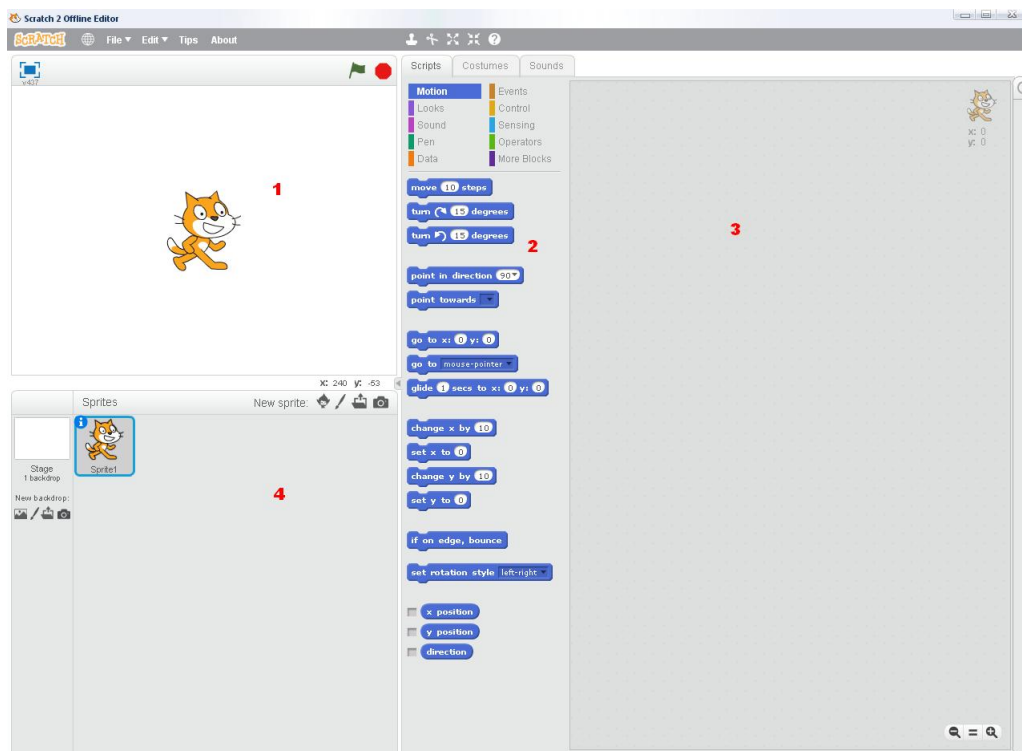 Scratch 2 Offline Editor
SCRATCH File Edit Tips About
v437
1
X: 240 y: -53
Sprites New sprite:
Stage
1 backdrop
Sprite1
New backdrop:
4
Scripts Costumes Sounds
Motion Events
Looks Control
Sound Sensing
Pen Operators
Data More Blocks
move 10 steps
turn 15 degrees
turn 15 degrees
2
point in direction 90
point towards
go to x: 0 y: 0
go to mouse-pointer
glide 1 secs to x: 0 y: 0
change x by 10
set x to 0
change y by 10
set y to 0
if on edge, bounce
set rotation style left-right
x position
y position
direction
x: 0
y: 0
3